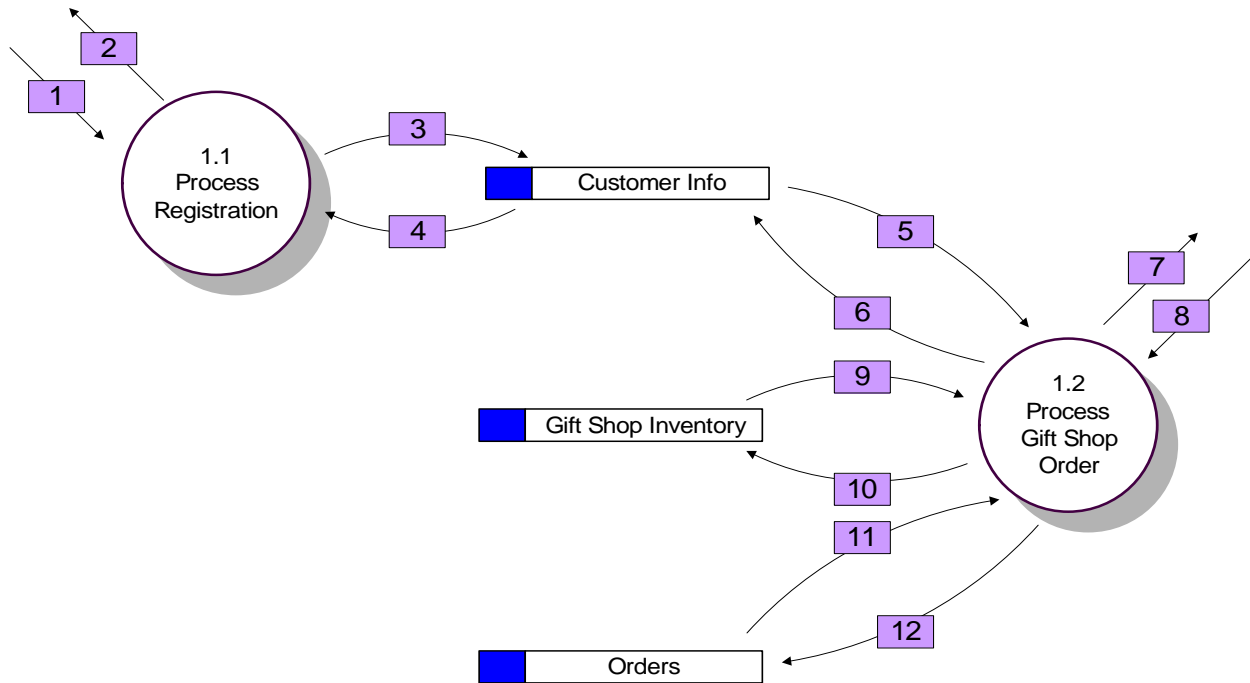 2
1
3
1.1
Process
Registration
Customer Info
4
5
7
8
6
9
1.2
Process
Gift Shop
Order
Gift Shop Inventory
10
11
12
Orders